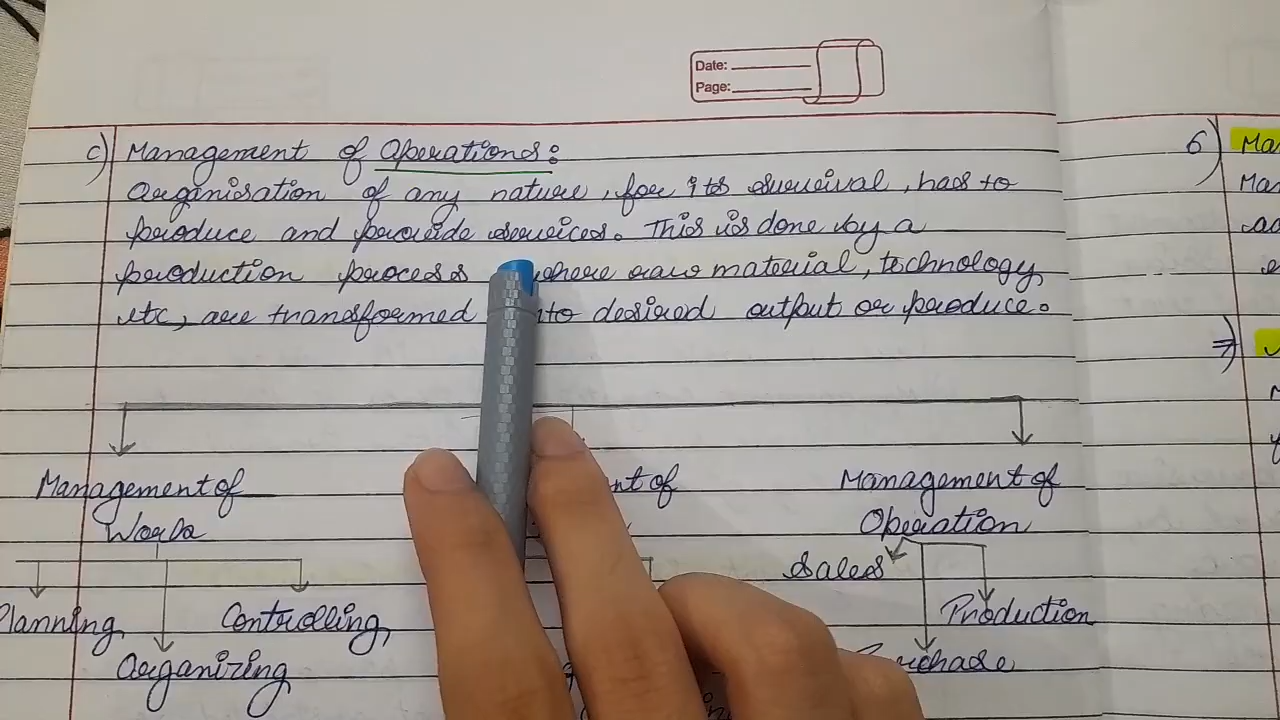 Date:
Page:
c) Management of Operations:
Organisation of any nature, for its survival, has to
produce and provide services. This is done by a
production process where raw material, technology,
etc, are transformed into desired output or produce.
Management of
Work
Planning,
Controlling,
Organizing
nt of
Management of
Operation
Sales
Production
6)
⇒